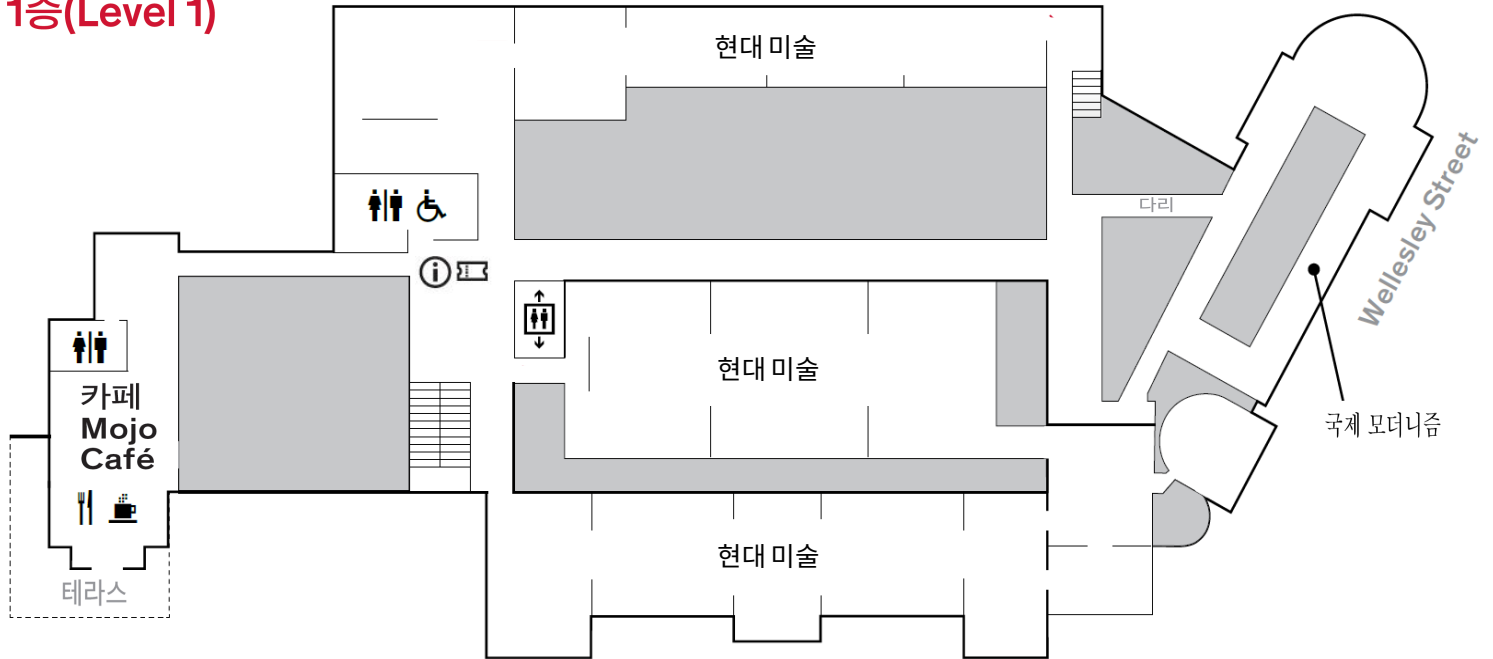 1층(Level 1)
현대 미술
다리
Wellesley Street
현대 미술
카페
Mojo
Café
국제 모더니즘
현대 미술
테라스